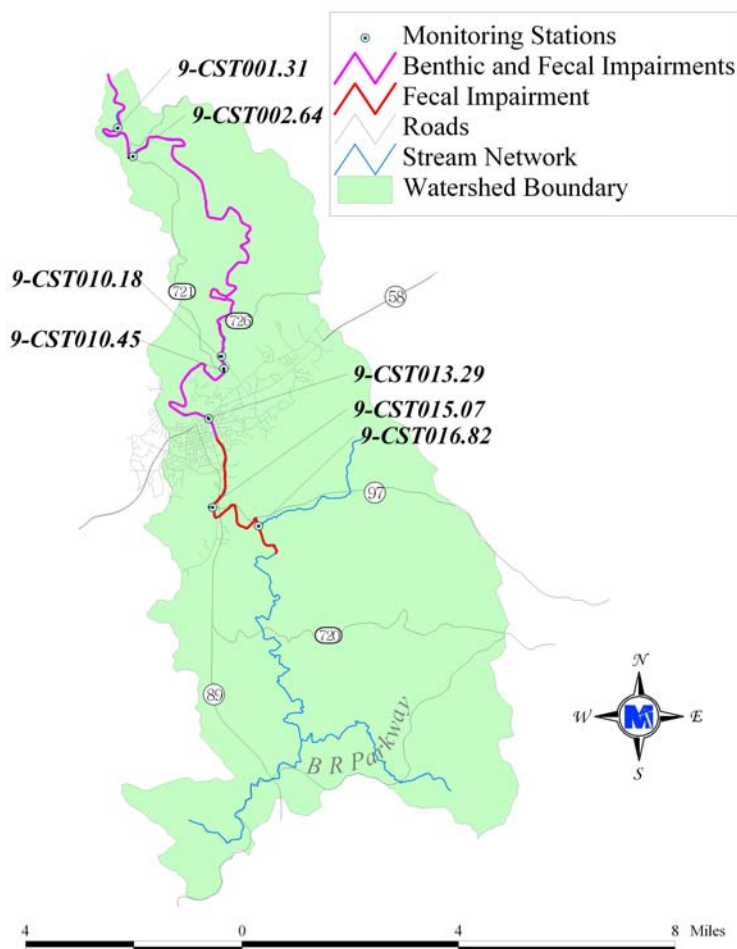 Monitoring Stations
Benthic and Fecal Impairments
Fecal Impairment
Roads
Stream Network
Watershed Boundary
9-CST001.31
9-CST002.64
9-CST010.18
721
58
726
9-CST010.45
9-CST013.29
9-CST015.07
9-CST016.82
97
720
89
B R Parkway
N
W M E
S
4 0 4 8 Miles